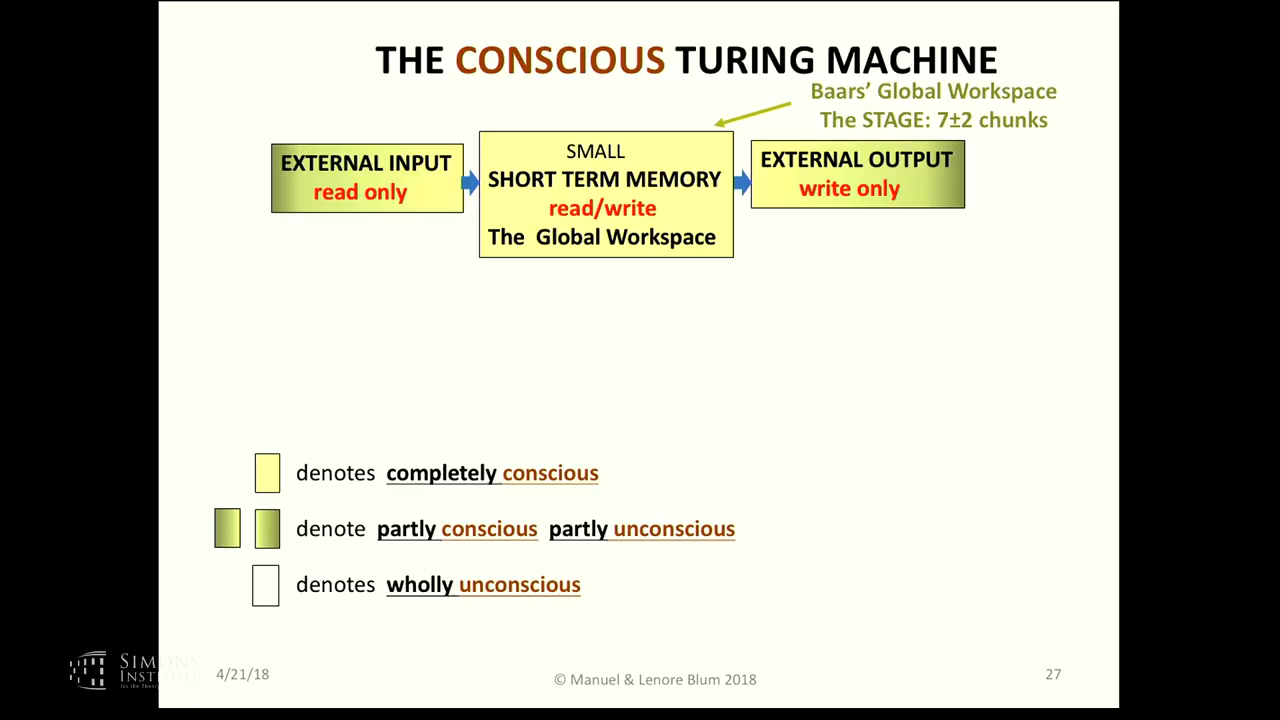 THE CONSCIOUS TURING MACHINE
Baars’ Global Workspace
The STAGE: 7±2 chunks
EXTERNAL INPUT
read only
SMALL
SHORT TERM MEMORY
read/write
The Global Workspace
EXTERNAL OUTPUT
write only
denotes completely conscious
denote partly conscious partly unconscious
denotes wholly unconscious
SIMONS
INSTITUTE
4/21/18
© Manuel & Lenore Blum 2018
27